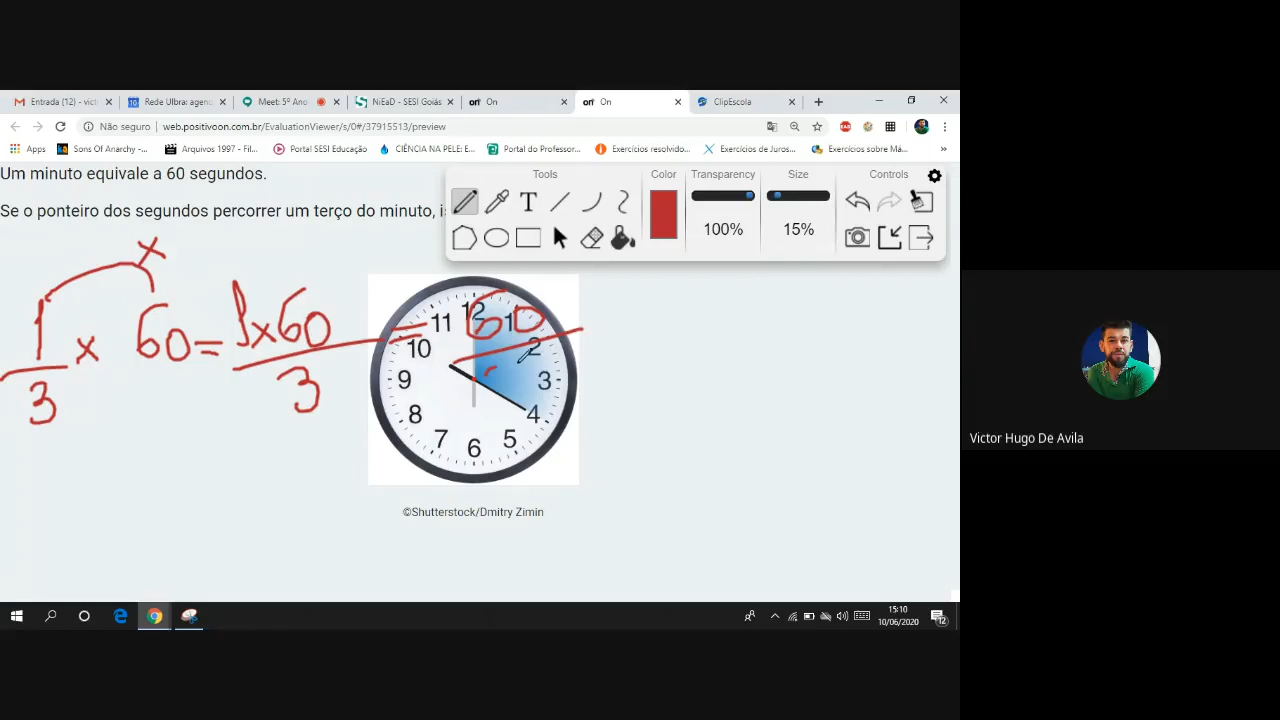 Entrada (12) - vict
Rede Ulbra: agen
Meet: 5º Ano
NiEaD - SESI Goiás
On
On
ClipEscola
Não seguro
web.positivoon.com.br/EvaluationViewer/s/0#/37915513/preview
Apps
Sons Of Anarchy -...
Arquivos 1997 - Fil...
Portal SESI Educação
CIÊNCIA NA PELE: E...
Portal do Professor...
Exercícios resolvido...
Exercícios de Juros...
Exercícios sobre Má...
»
Um minuto equivale a 60 segundos.
Se o ponteiro dos segundos percorrer um terço do minuto, i
Tools
Color
Transparency
Size
Controls
T
100%
15%
x
1 x 60 = 1x60 = 60
3 3
12
1
2
3
4
5
6
7
8
9
10
11
©Shutterstock/Dmitry Zimin
Victor Hugo De Avila
15:10
10/06/2020
12